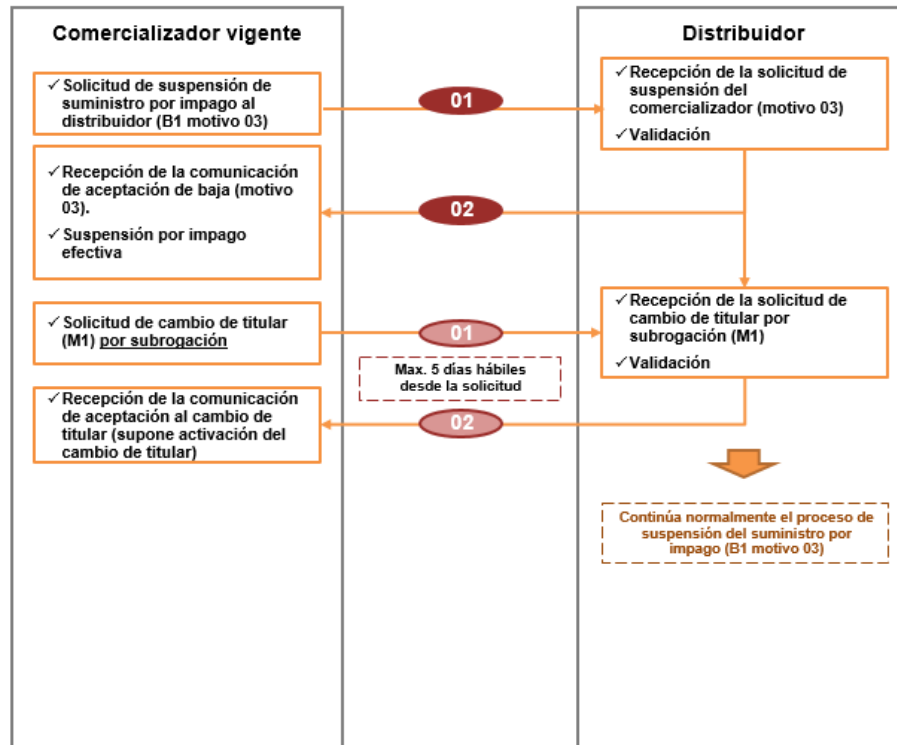 Comercializador vigente
Distribuidor
✓ Solicitud de suspensión de
suministro por impago al
distribuidor (B1 motivo 03)
01
✓ Recepción de la solicitud de
suspensión del
comercializador (motivo 03)
✓ Validación
✓ Recepción de la comunicación
de aceptación de baja (motivo
03).
✓ Suspensión por impago
efectiva
02
✓ Solicitud de cambio de titular
(M1) por subrogación
01
✓ Recepción de la solicitud de
cambio de titular por
subrogación (M1)
✓ Validación
Max. 5 días hábiles
desde la solicitud
✓ Recepción de la comunicación
de aceptación al cambio de
titular (supone activación del
cambio de titular)
02
Continúa normalmente el proceso de
suspensión del suministro por
impago (B1 motivo 03)